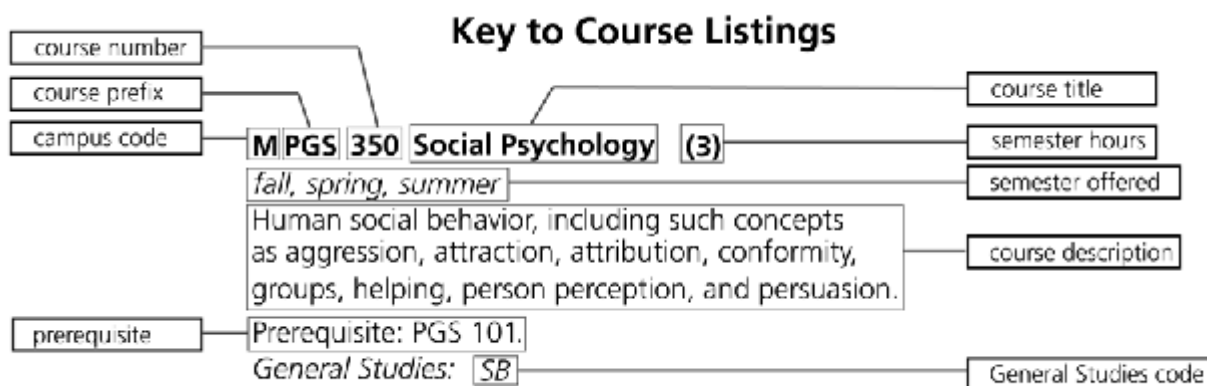 Key to Course Listings
course number
course prefix
course title
campus code
M PGS 350 Social Psychology (3)
semester hours
fall, spring, summer
semester offered
Human social behavior, including such concepts
as aggression, attraction, attribution, conformity,
groups, helping, person perception, and persuasion.
course description
prerequisite
Prerequisite: PGS 101.
General Studies: SB
General Studies code